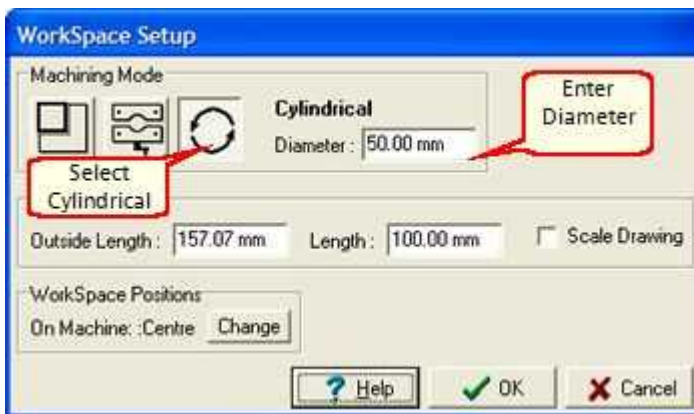 WorkSpace Setup
Machining Mode
Cylindrical
Diameter : 50.00 mm
Enter
Diameter
Select
Cylindrical
Outside Length : 157.07 mm Length : 100.00 mm Scale Drawing
WorkSpace Positions
On Machine: :Centre Change
? Help OK Cancel